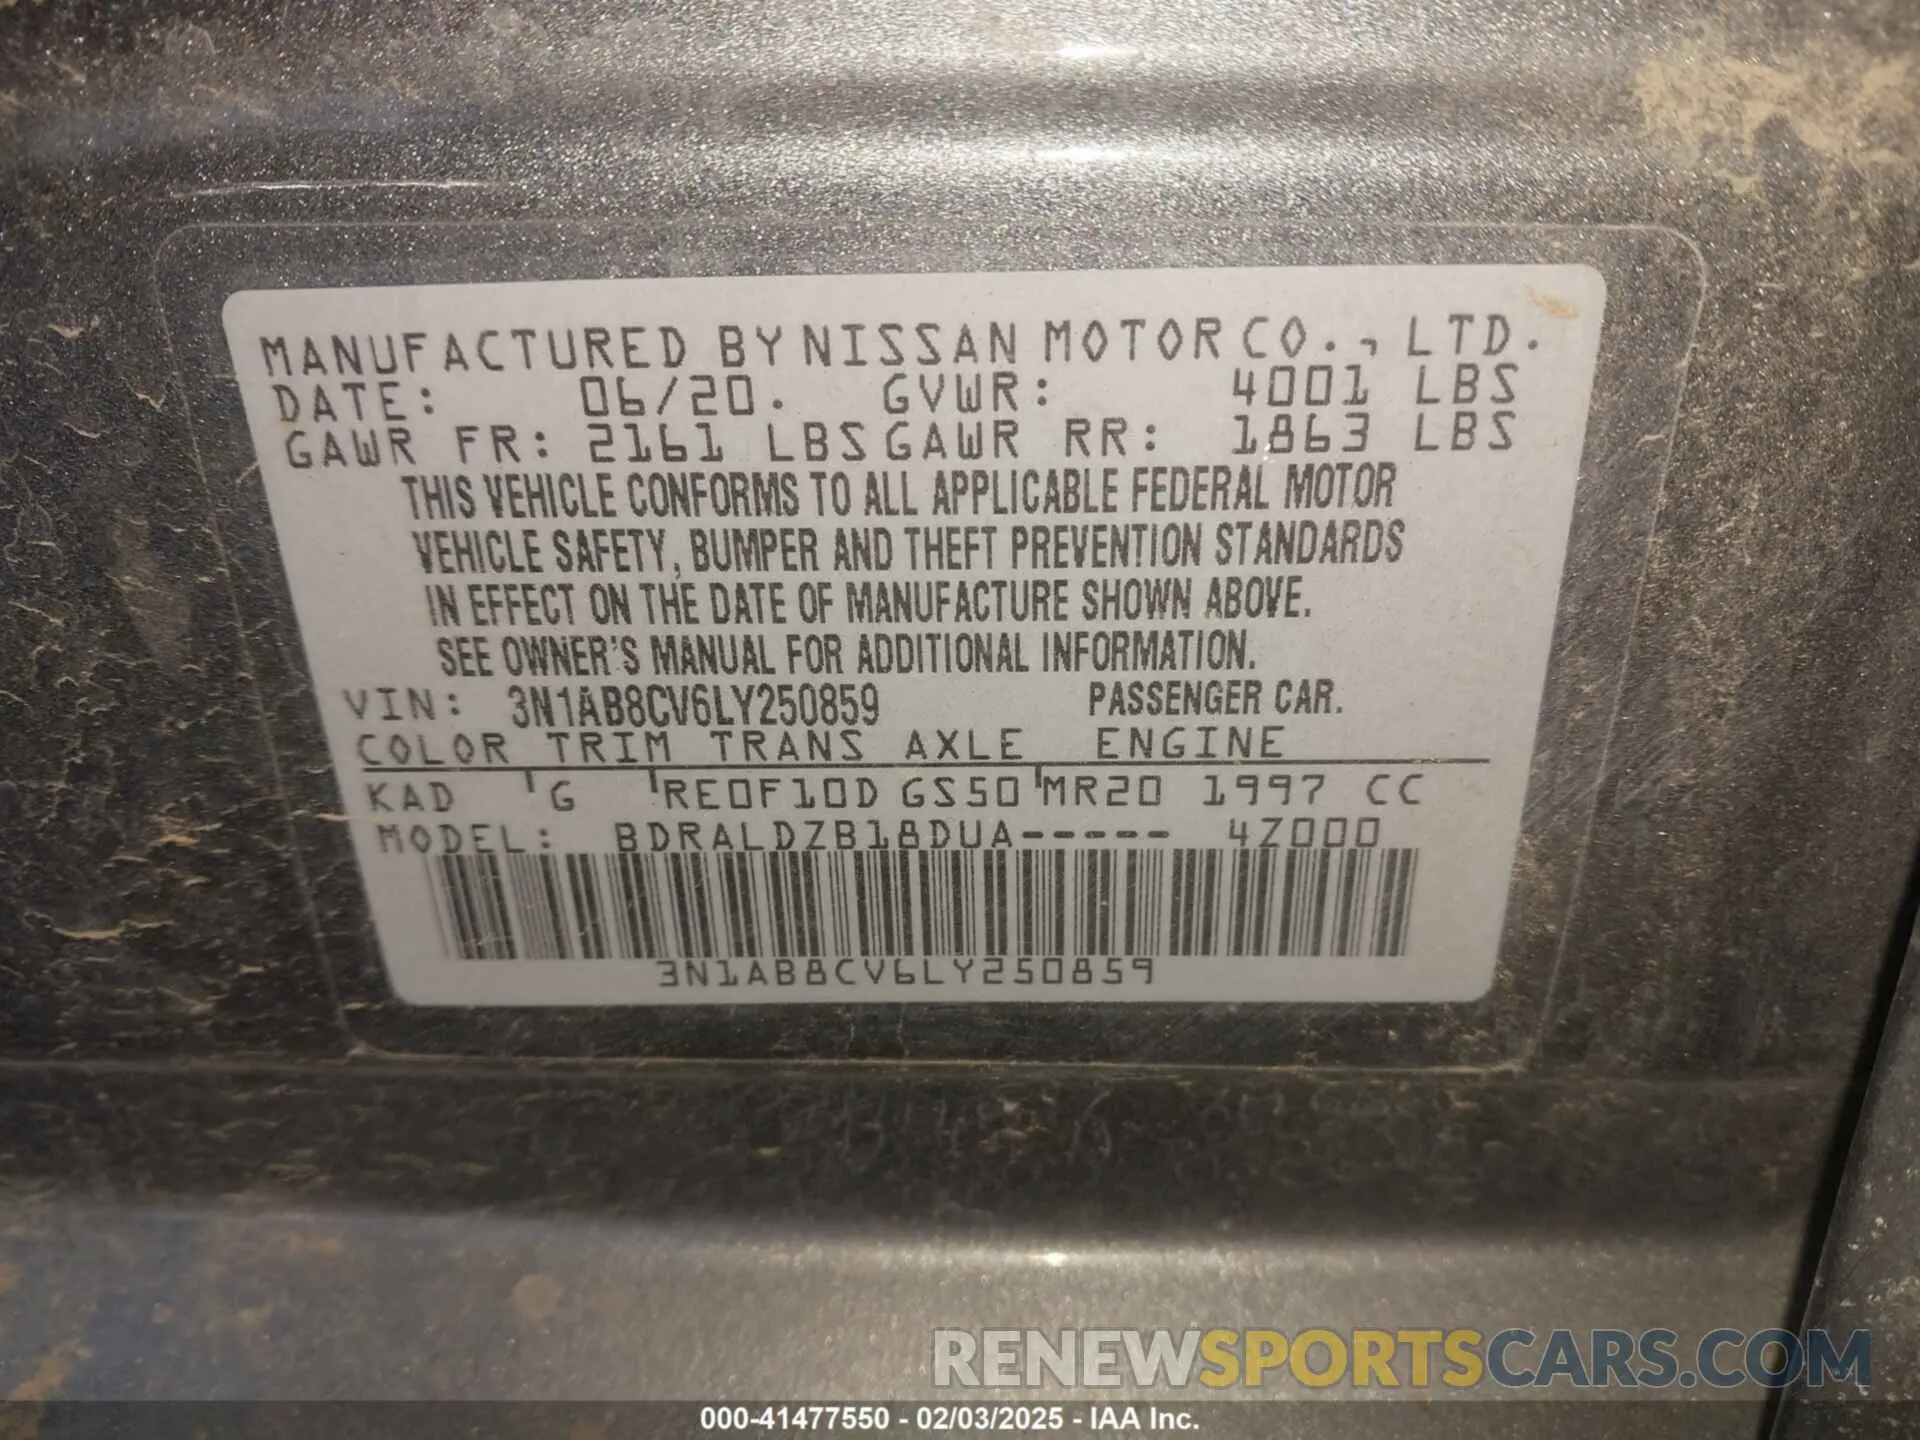 MANUFACTURED BY NISSAN MOTOR CO., LTD.
DATE: 06/20. GVWR: 4001 LBS
GAWR FR: 2161 LBS GAWR RR: 1863 LBS
THIS VEHICLE CONFORMS TO ALL APPLICABLE FEDERAL MOTOR
VEHICLE SAFETY, BUMPER AND THEFT PREVENTION STANDARDS
IN EFFECT ON THE DATE OF MANUFACTURE SHOWN ABOVE.
SEE OWNER'S MANUAL FOR ADDITIONAL INFORMATION.
VIN: 3N1AB8CV6LY250859 PASSENGER CAR.
COLOR TRIM TRANS AXLE ENGINE
KAD G RE0F10D GS50 MR20 1997 CC
MODEL: BDRALDZB18DUA----- 4Z000
3N1AB8CV6LY250859
RENEWSPORTSCARS.COM
000-41477550 - 02/03/2025 - IAA Inc.